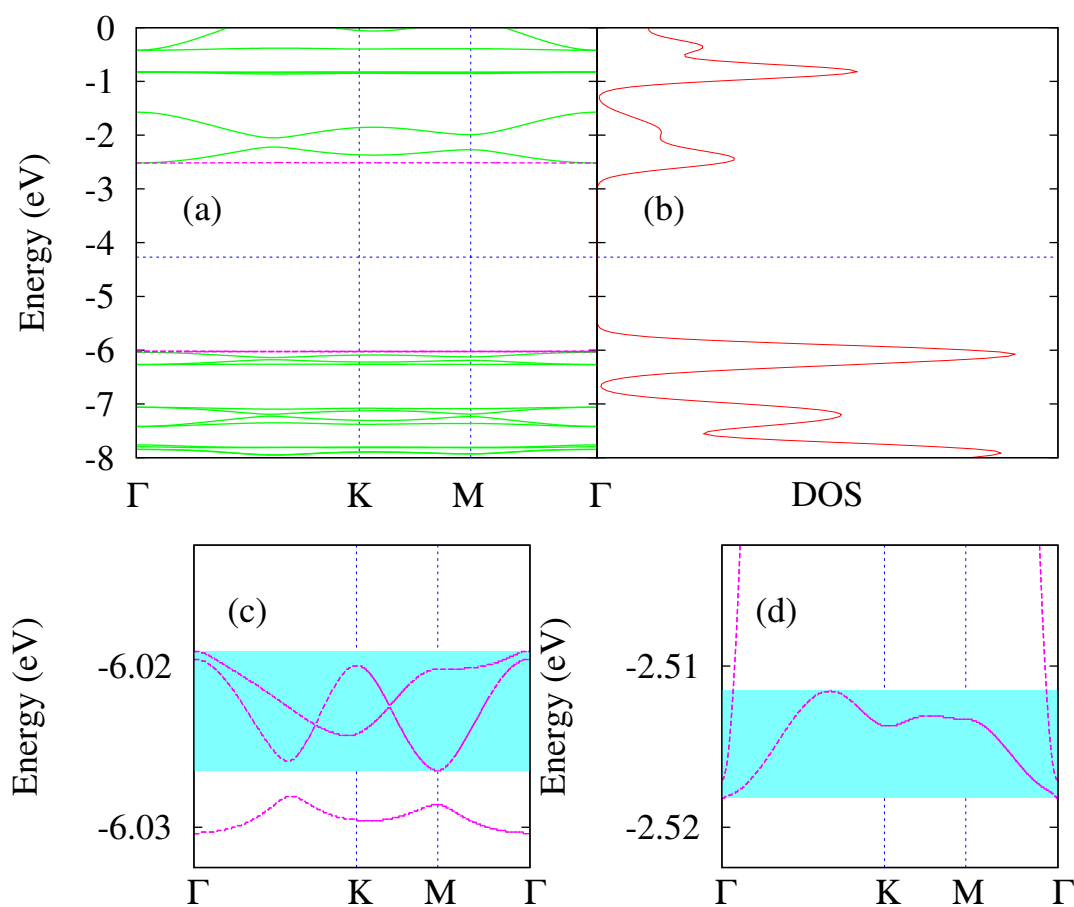 0
-1
-2
-3
-4
-5
-6
-7
-8
Energy (eV)
(a)
(b)
Γ K M Γ
DOS
(c)
-6.02
-6.03
Energy (eV)
Γ K M Γ
(d)
-2.51
-2.52
Energy (eV)
Γ K M Γ